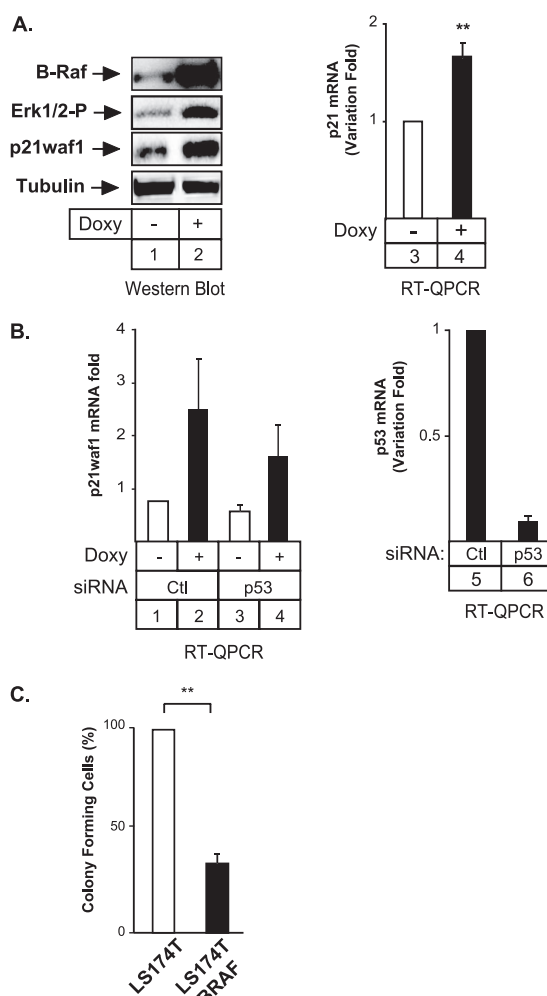 A.
B-Raf
Erk1/2-P
p21waf1
Tubulin
Doxy - +
1 2
Western Blot
p21 mRNA
(Variation Fold)
2
**
1
Doxy - +
3 4
RT-QPCR
B.
p21waf1 mRNA fold
4
3
2
1
Doxy - + - +
siRNA Ctl p53
1 2 3 4
RT-QPCR
p53 mRNA
(Variation Fold)
1
0.5
siRNA: Ctl p53
5 6
RT-QPCR
C.
Colony Forming Cells (%)
100
**
50
0
LS174T
LS174T
BRAF